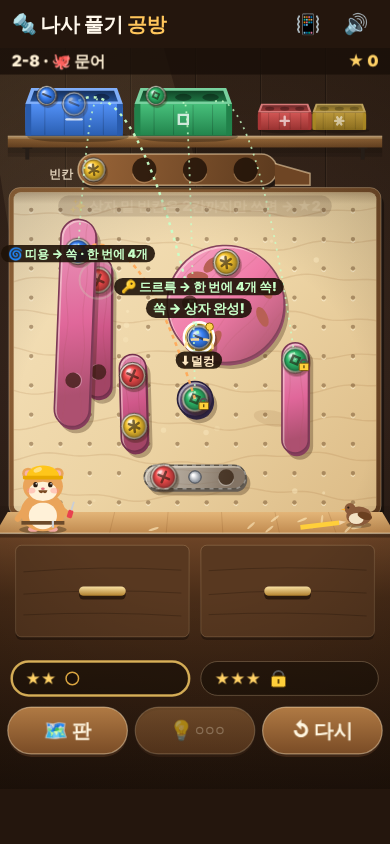 나사 풀기 공방
2-8 · 문어
★ 0
빈칸
띠용 → 쏙 · 한 번에 4개
드르륵 → 한 번에 4개 쏙!
쏙 → 상자 완성!
⬇덜컹
★★ ○
★★★
판
○○○
다시